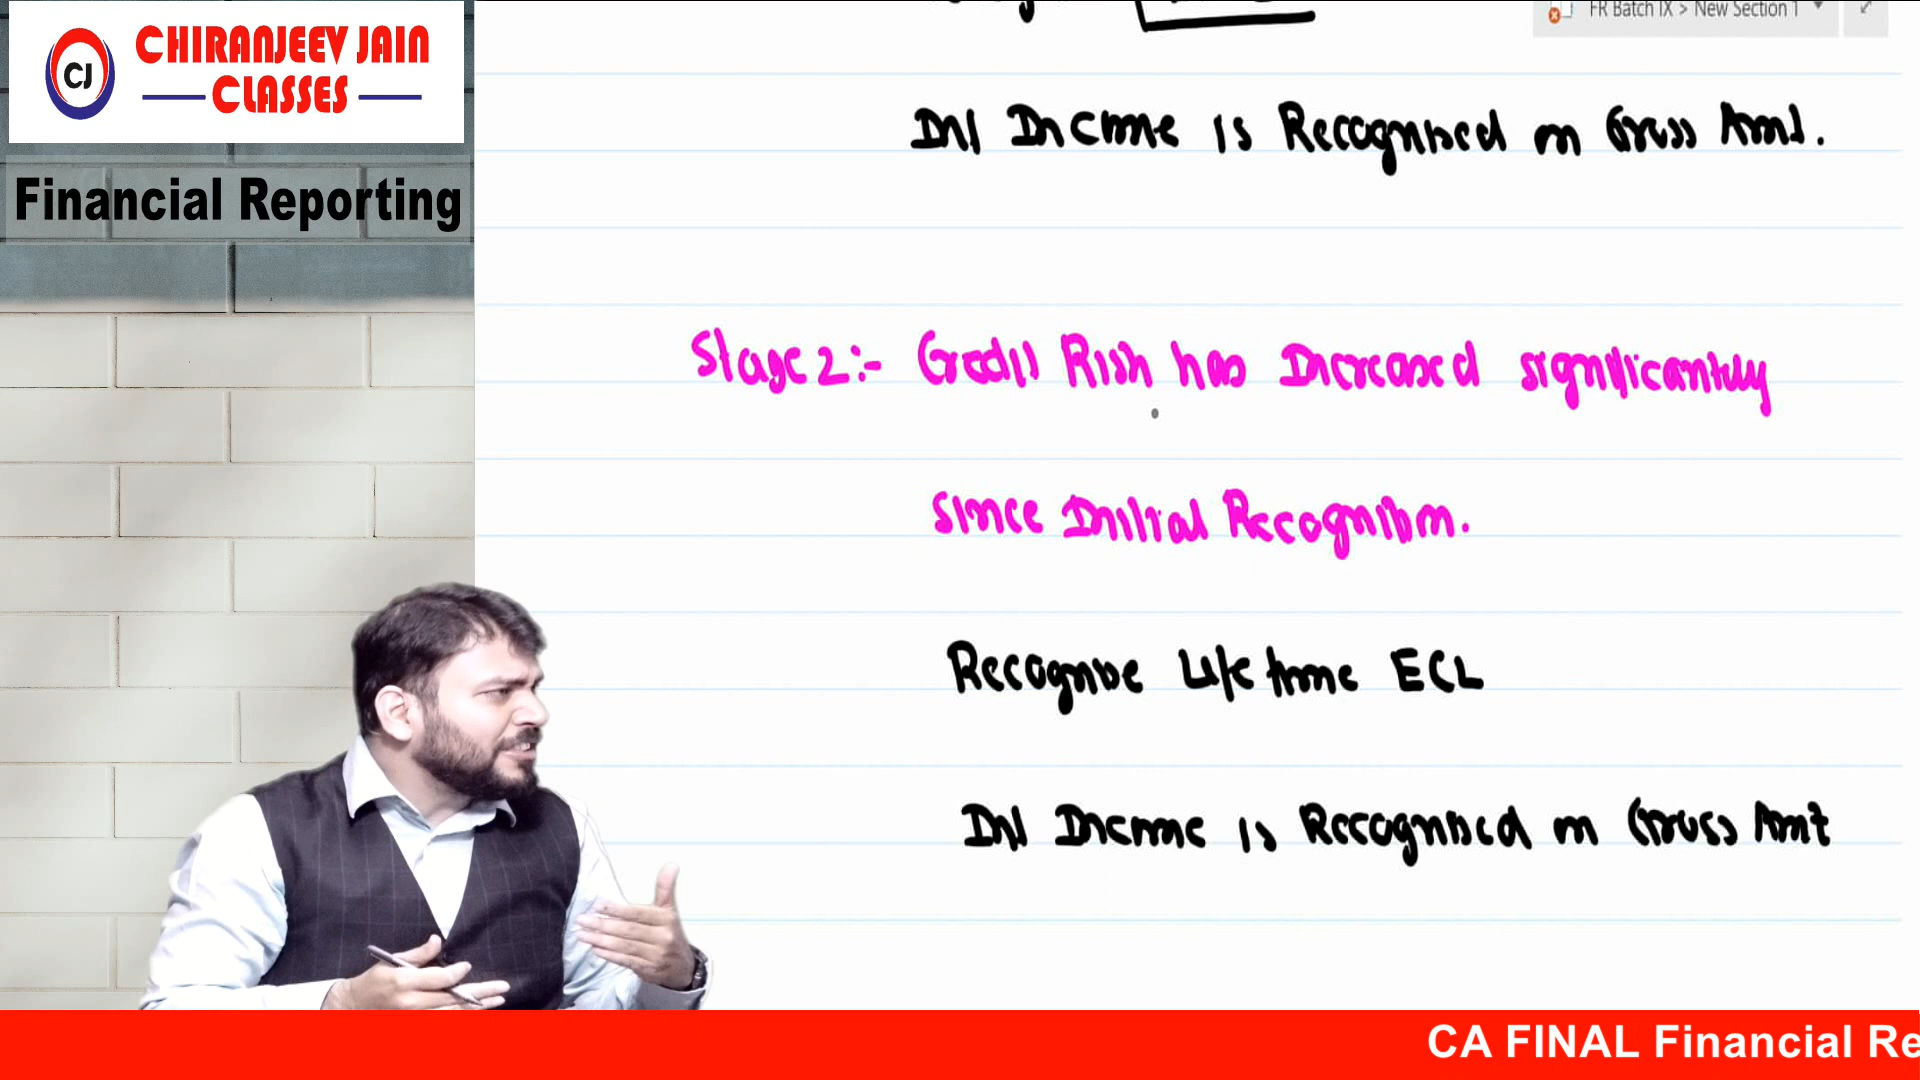 CHIRANJEEV JAIN
CJ
CLASSES
Financial Reporting
FR Batch IX > New Section 1
Int Income is Recognised on Gross Amt.
Stage 2:- Credit Risk has Increased significantly
since Initial Recognition.
Recognise Life time ECL
Int Income is Recognised on Gross Amt
CA FINAL Financial Re